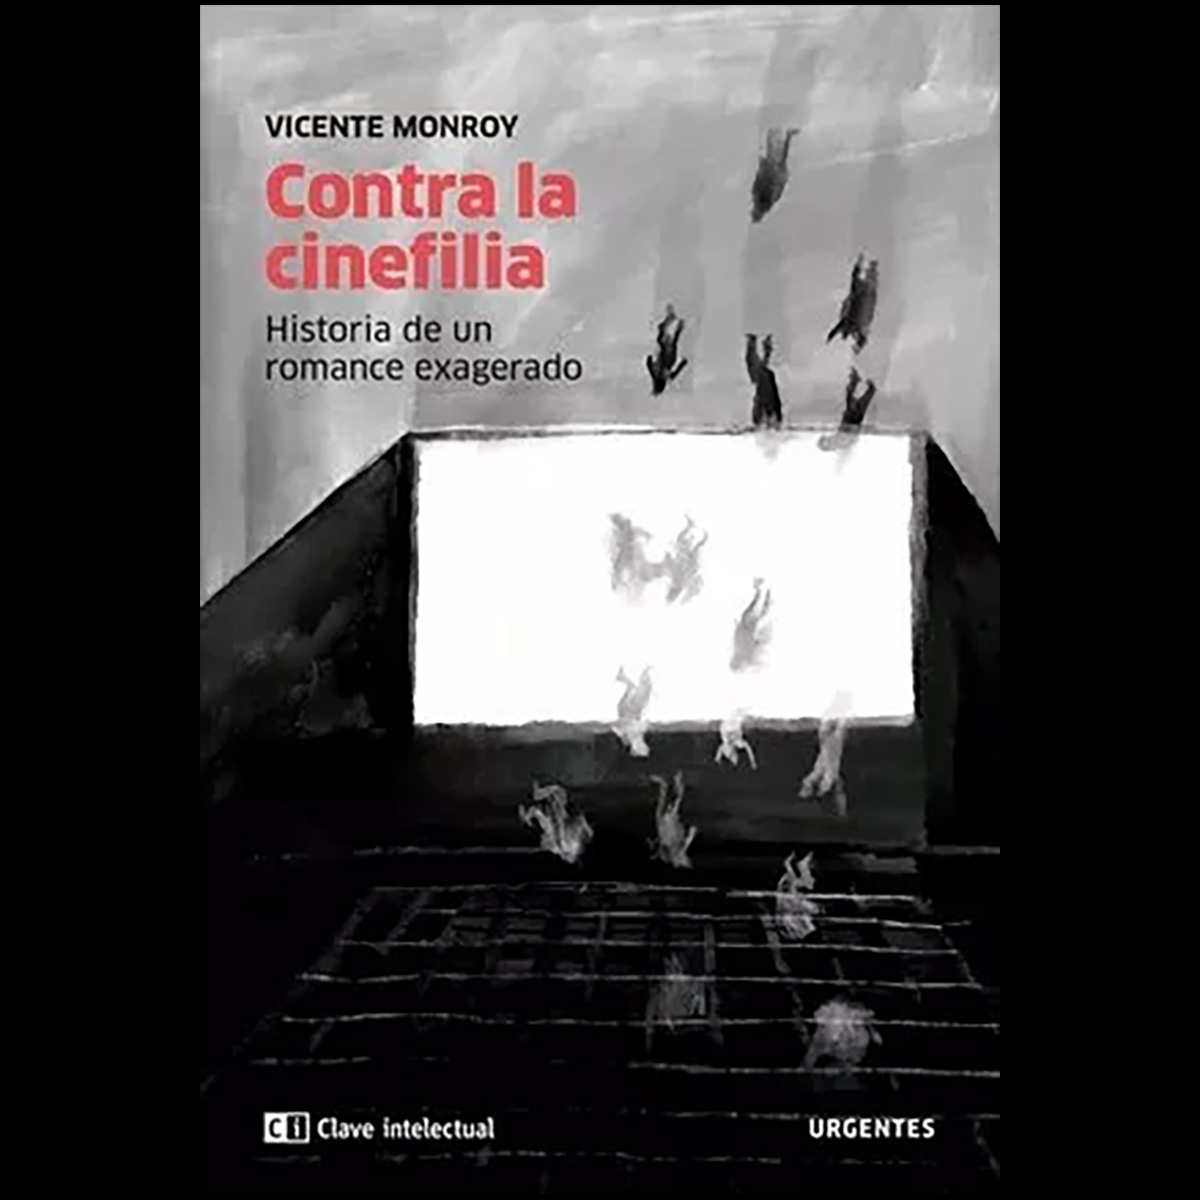 VICENTE MONROY
Contra la
cinefilia
Historia de un
romance exagerado
Ci Clave intelectual
URGENTES